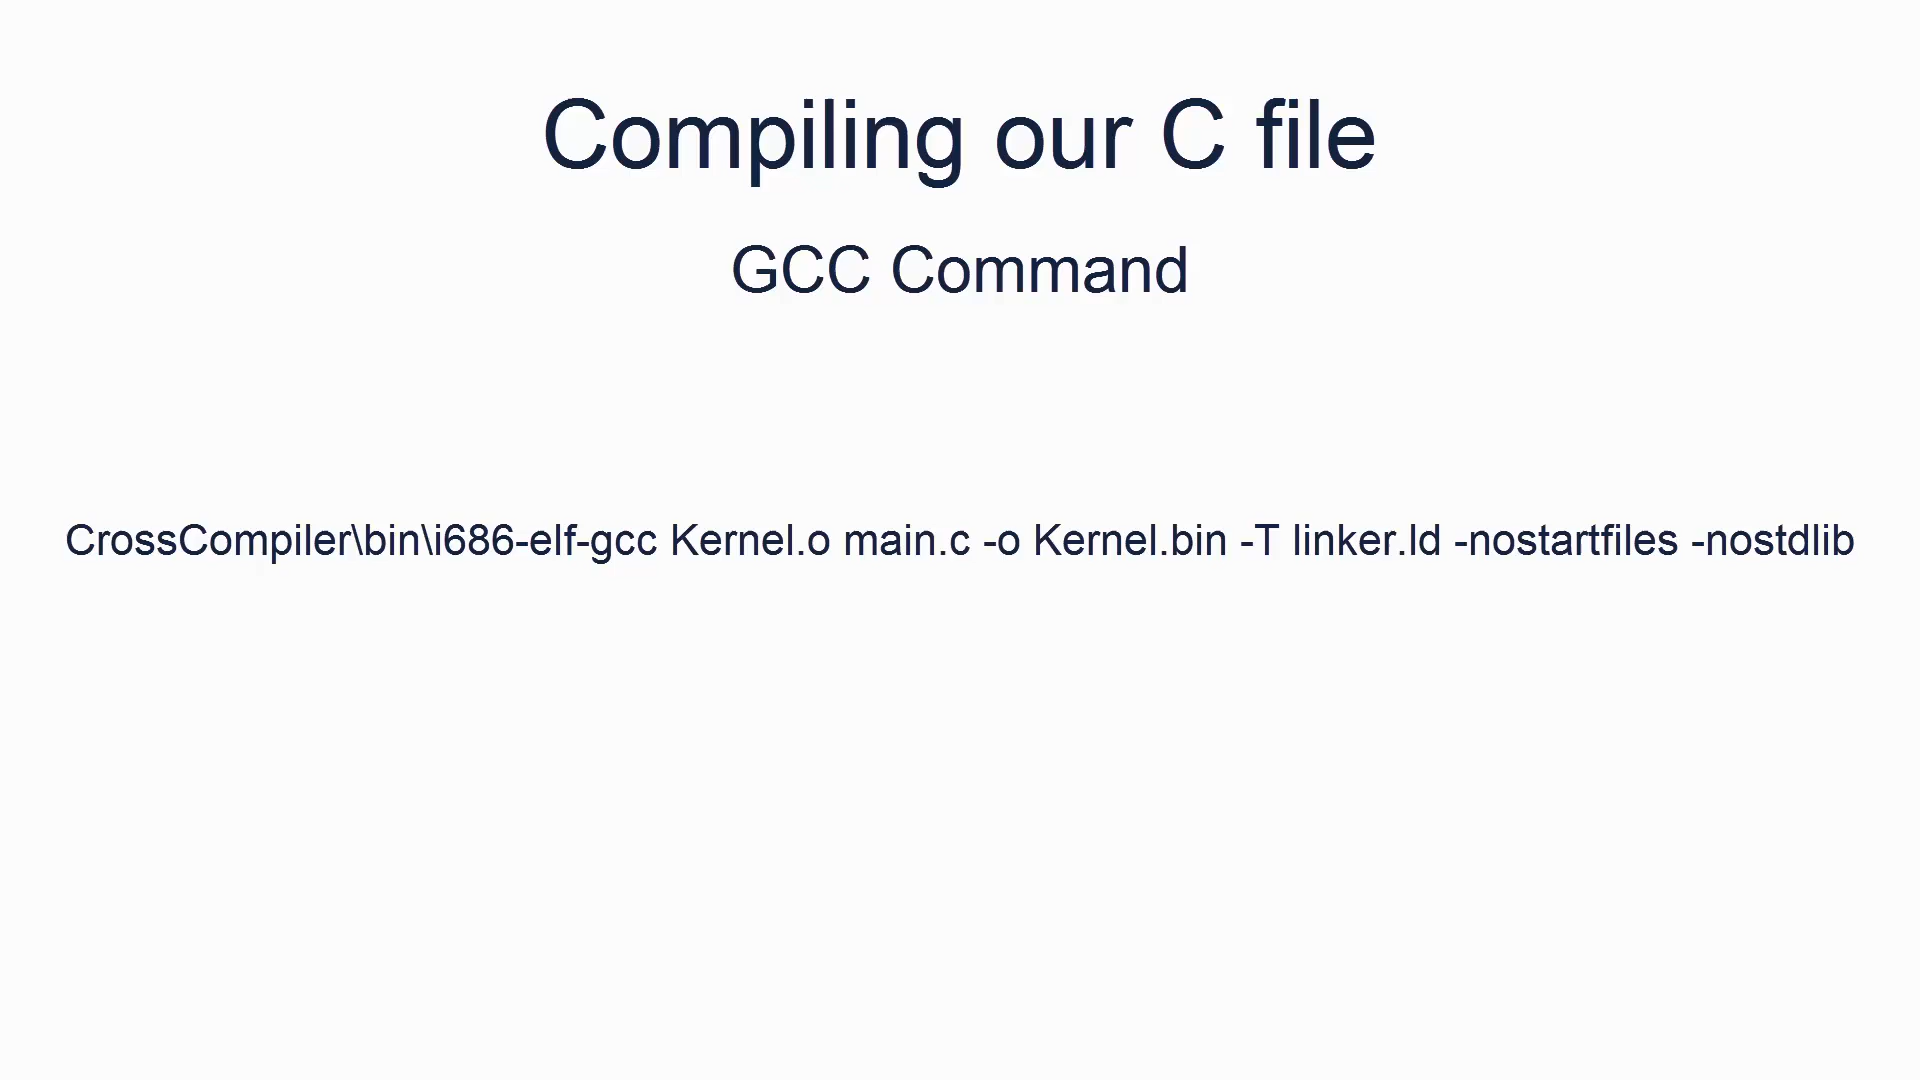 Compiling our C file
GCC Command
CrossCompiler\bin\i686-elf-gcc Kernel.o main.c -o Kernel.bin -T linker.ld -nostartfiles -nostdlib